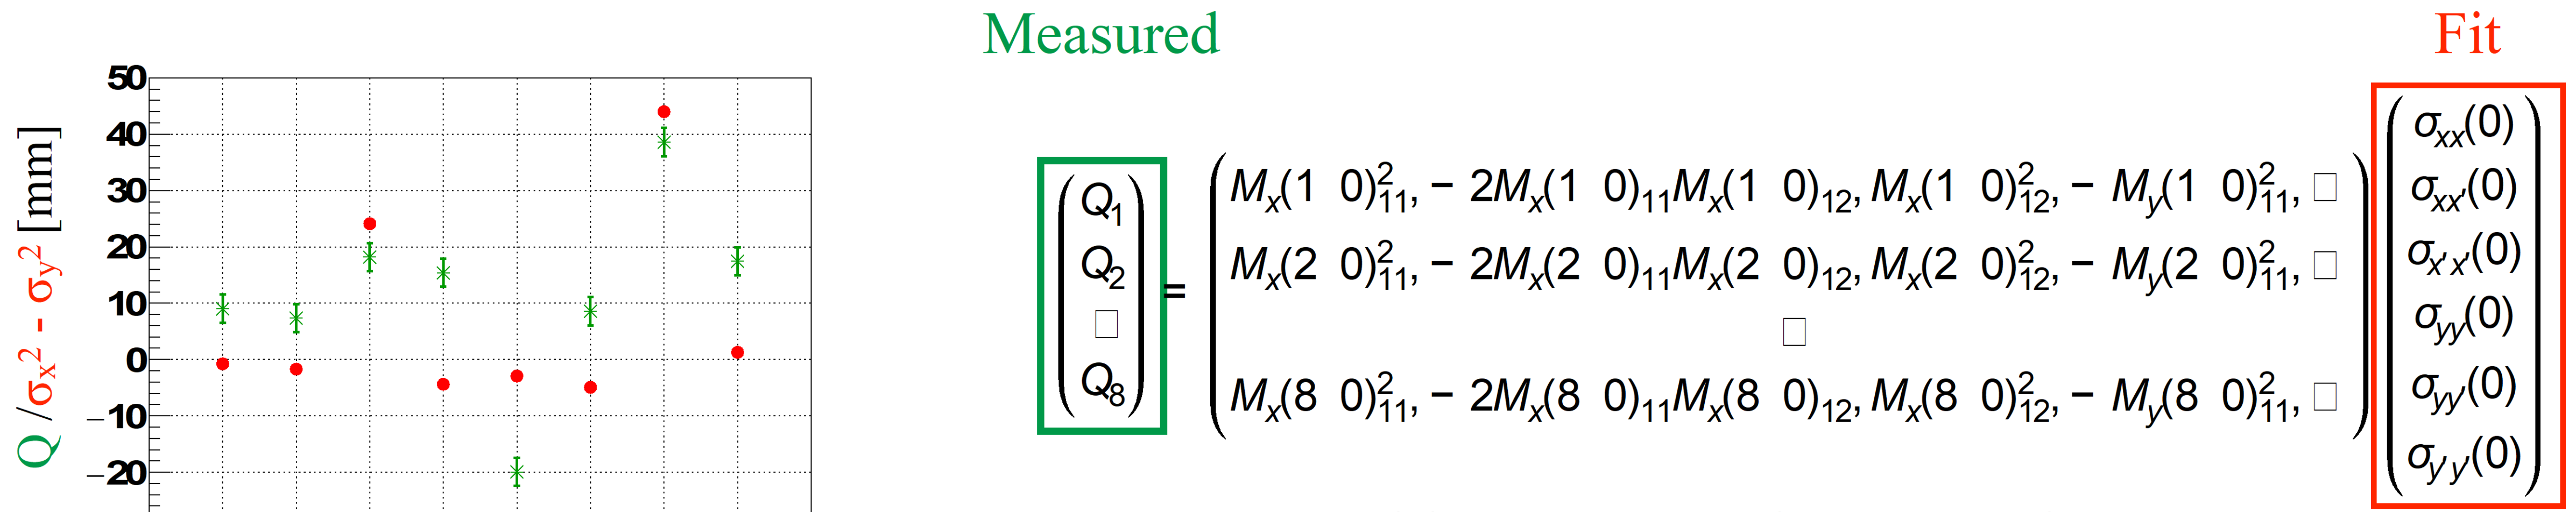 Measured
Fit
Q /σx² - σy² [mm]
50
40
30
20
10
0
−10
−20
(Q₁ Q₂ □ Q₈) =
Mₓ(1 0)²₁₁, − 2Mₓ(1 0)₁₁Mₓ(1 0)₁₂, Mₓ(1 0)²₁₂, − My(1 0)²₁₁, □
Mₓ(2 0)²₁₁, − 2Mₓ(2 0)₁₁Mₓ(2 0)₁₂, Mₓ(2 0)²₁₂, − My(2 0)²₁₁, □
□
Mₓ(8 0)²₁₁, − 2Mₓ(8 0)₁₁Mₓ(8 0)₁₂, Mₓ(8 0)²₁₂, − My(8 0)²₁₁, □
σxx(0)
σxx′(0)
σx′x′(0)
σyy(0)
σyy′(0)
σy′y′(0)